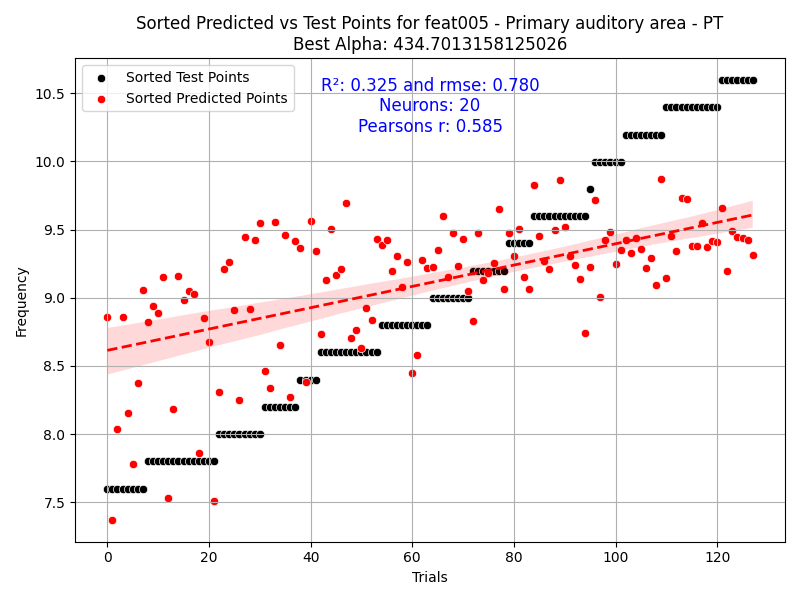 Sorted Predicted vs Test Points for feat005 - Primary auditory area - PT
Best Alpha: 434.7013158125026
Sorted Test Points
Sorted Predicted Points
R²: 0.325 and rmse: 0.780
Neurons: 20
Pearsons r: 0.585
10.5
10.0
9.5
9.0
8.5
8.0
7.5
Frequency
0 20 40 60 80 100 120
Trials